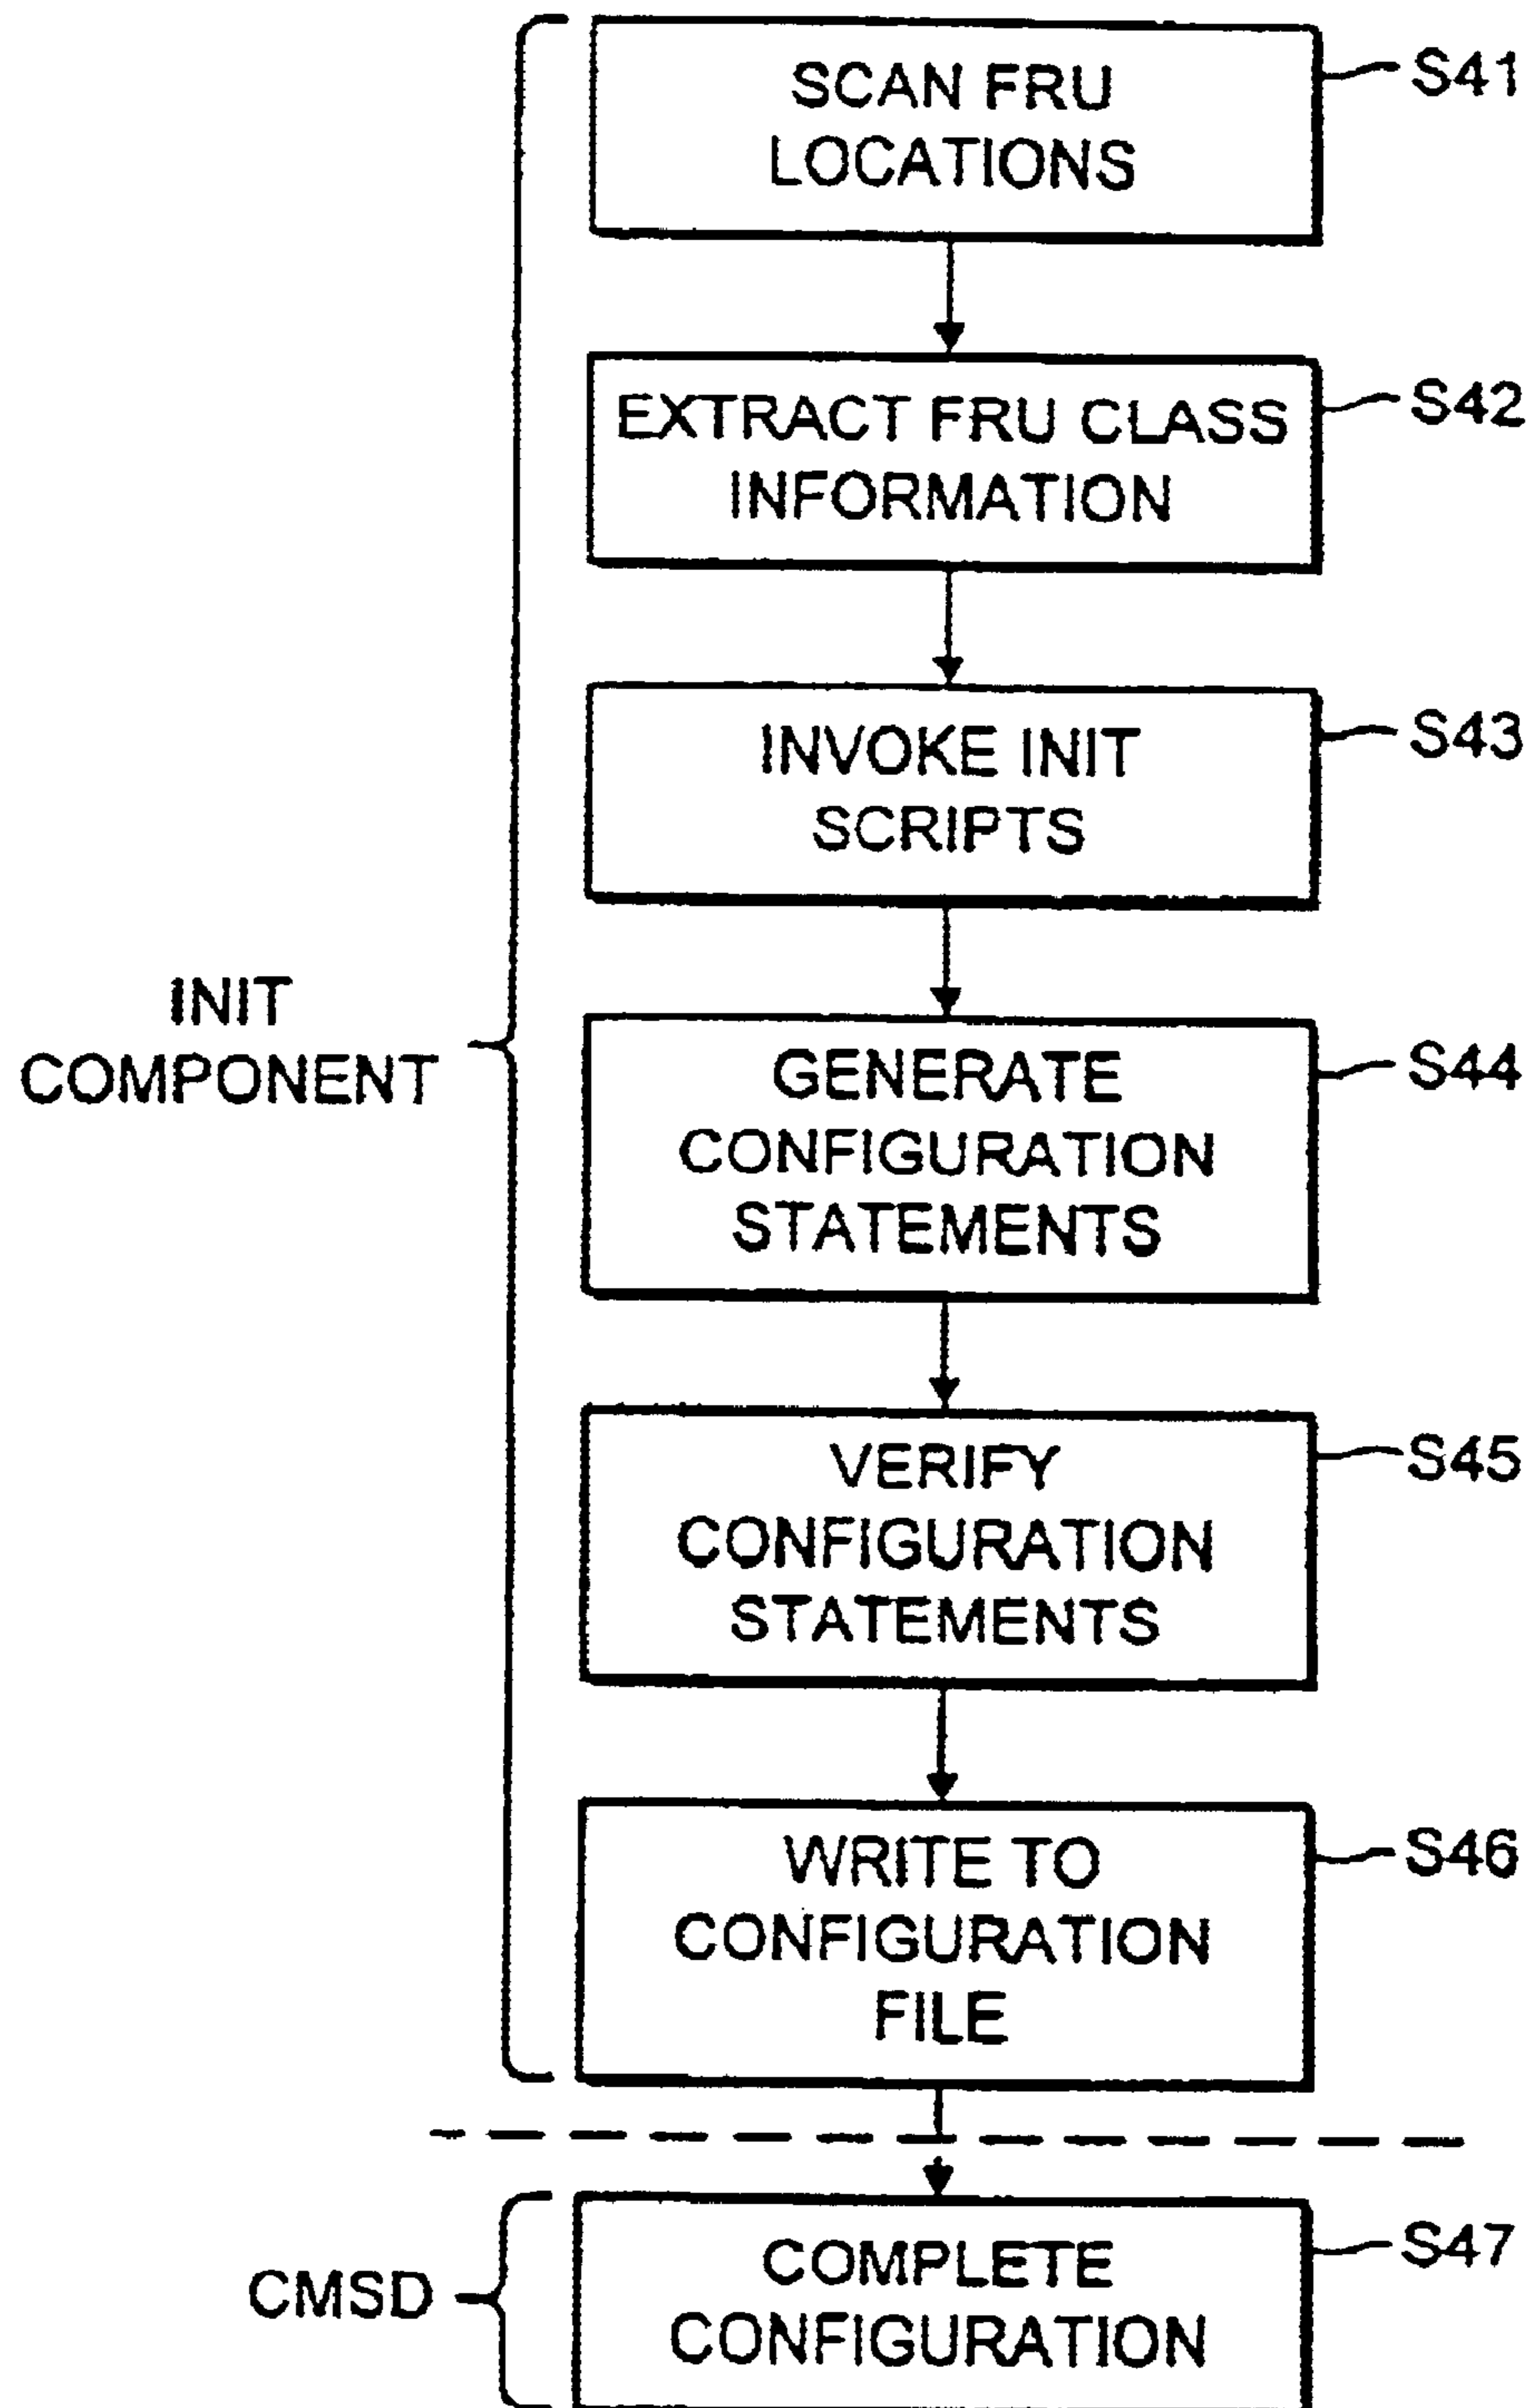 SCAN FRU
LOCATIONS
S41
EXTRACT FRU CLASS
INFORMATION
S42
INVOKE INIT
SCRIPTS
S43
INIT
COMPONENT
GENERATE
CONFIGURATION
STATEMENTS
S44
VERIFY
CONFIGURATION
STATEMENTS
S45
WRITE TO
CONFIGURATION
FILE
S46
CMSD
COMPLETE
CONFIGURATION
S47